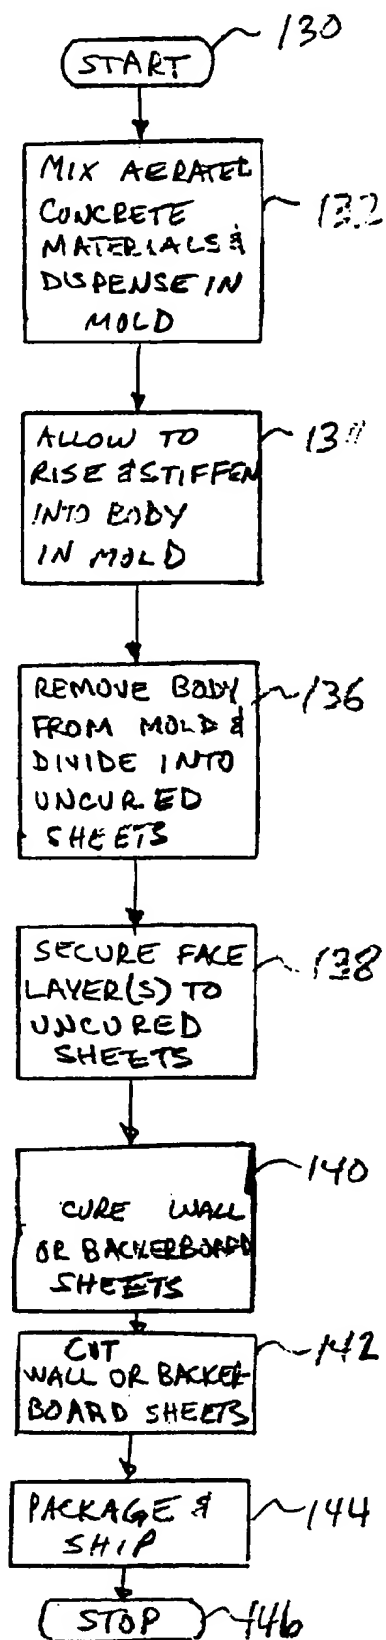 130
START
MIX AERATED
CONCRETE
MATERIALS &
DISPENSE IN
MOLD
132
ALLOW TO
RISE & STIFFEN
INTO BODY
IN MOLD
REMOVE BODY
FROM MOLD &
DIVIDE INTO
UNCURED
SHEETS
136
SECURE FACE
LAYER(S) TO
UNCURED
SHEETS
138
CURE WALL
OR BACKERBOARD
SHEETS
140
CUT
WALL OR BACKER-
BOARD SHEETS
142
PACKAGE &
SHIP
144
STOP
146